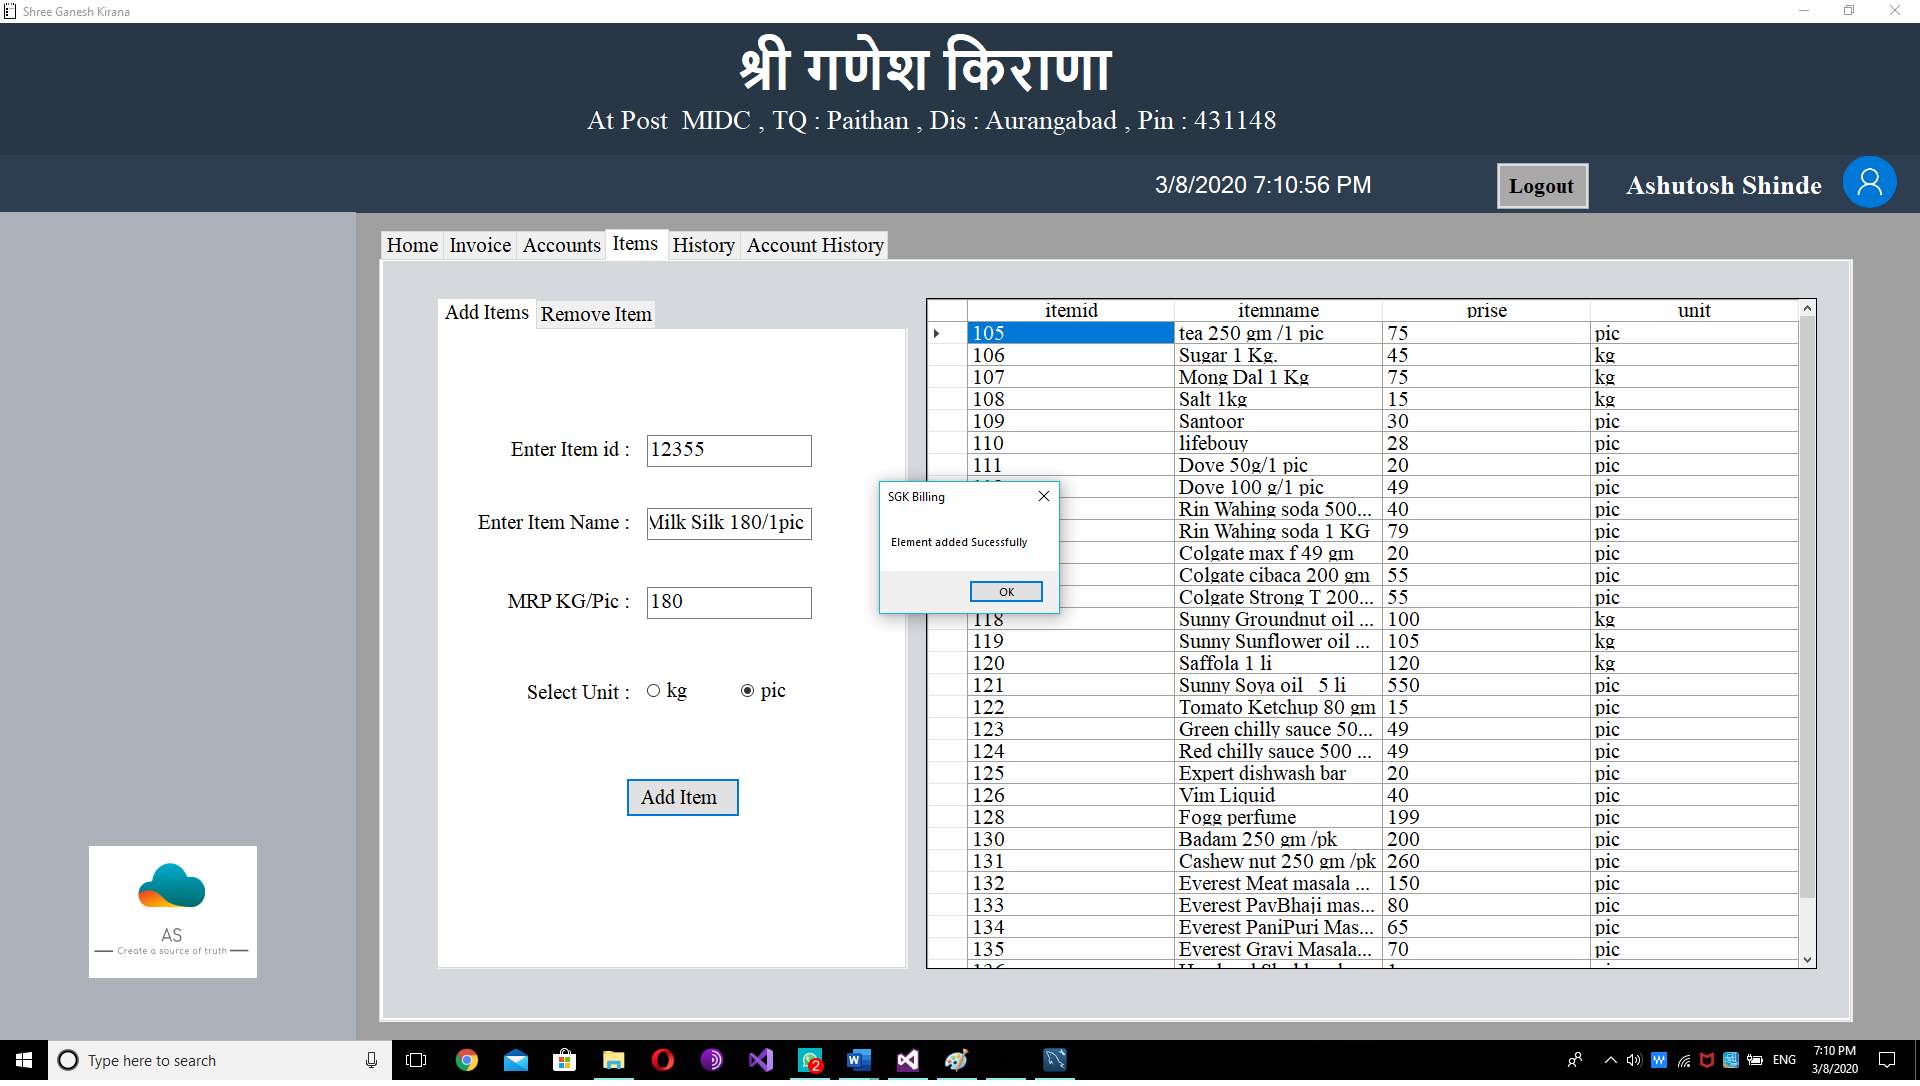 Shree Ganesh Kirana
श्री गणेश किराणा
At Post MIDC , TQ : Paithan , Dis : Aurangabad , Pin : 431148
3/8/2020 7:10:56 PM
Logout
Ashutosh Shinde
Home Invoice Accounts Items History Account History
Add Items Remove Item
Enter Item id : 12355
Enter Item Name : Milk Silk 180/1pic
MRP KG/Pic : 180
Select Unit : kg pic
Add Item
itemid itemname prise unit
105 tea 250 gm /1 pic 75 pic
106 Sugar 1 Kg. 45 kg
107 Mong Dal 1 Kg 75 kg
108 Salt 1kg 15 kg
109 Santoor 30 pic
110 lifebouy 28 pic
111 Dove 50g/1 pic 20 pic
Dove 100 g/1 pic 49 pic
Rin Wahing soda 500... 40 pic
Rin Wahing soda 1 KG 79 pic
Colgate max f 49 gm 20 pic
Colgate cibaca 200 gm 55 pic
Colgate Strong T 200... 55 pic
118 Sunny Groundnut oil ... 100 kg
119 Sunny Sunflower oil ... 105 kg
120 Saffola 1 li 120 kg
121 Sunny Soya oil 5 li 550 pic
122 Tomato Ketchup 80 gm 15 pic
123 Green chilly sauce 50... 49 pic
124 Red chilly sauce 500 ... 49 pic
125 Expert dishwash bar 20 pic
126 Vim Liquid 40 pic
128 Fogg perfume 199 pic
130 Badam 250 gm /pk 200 pic
131 Cashew nut 250 gm /pk 260 pic
132 Everest Meat masala ... 150 pic
133 Everest PavBhaji mas... 80 pic
134 Everest PaniPuri Mas... 65 pic
135 Everest Gravi Masala... 70 pic
SGK Billing
Element added Sucessfully
OK
AS
Create a source of truth
Type here to search
2
ENG
7:10 PM
3/8/2020